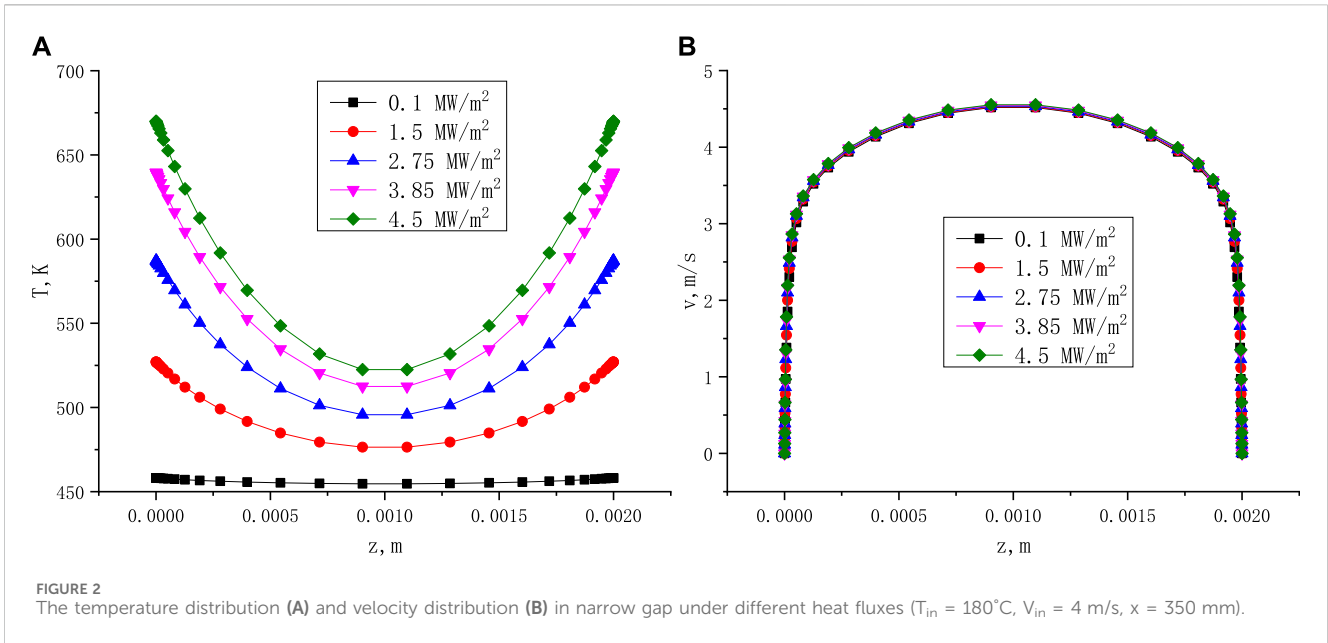 A
700
650
600
550
500
450
T, K
0.0000
0.0005
0.0010
0.0015
0.0020
z, m
0.1 MW/m²
1.5 MW/m²
2.75 MW/m²
3.85 MW/m²
4.5 MW/m²
B
5
4
3
2
1
0
v, m/s
0.0000
0.0005
0.0010
0.0015
0.0020
z, m
0.1 MW/m²
1.5 MW/m²
2.75 MW/m²
3.85 MW/m²
4.5 MW/m²
FIGURE 2
The temperature distribution (A) and velocity distribution (B) in narrow gap under different heat fluxes (Tin = 180°C, Vin = 4 m/s, x = 350 mm).